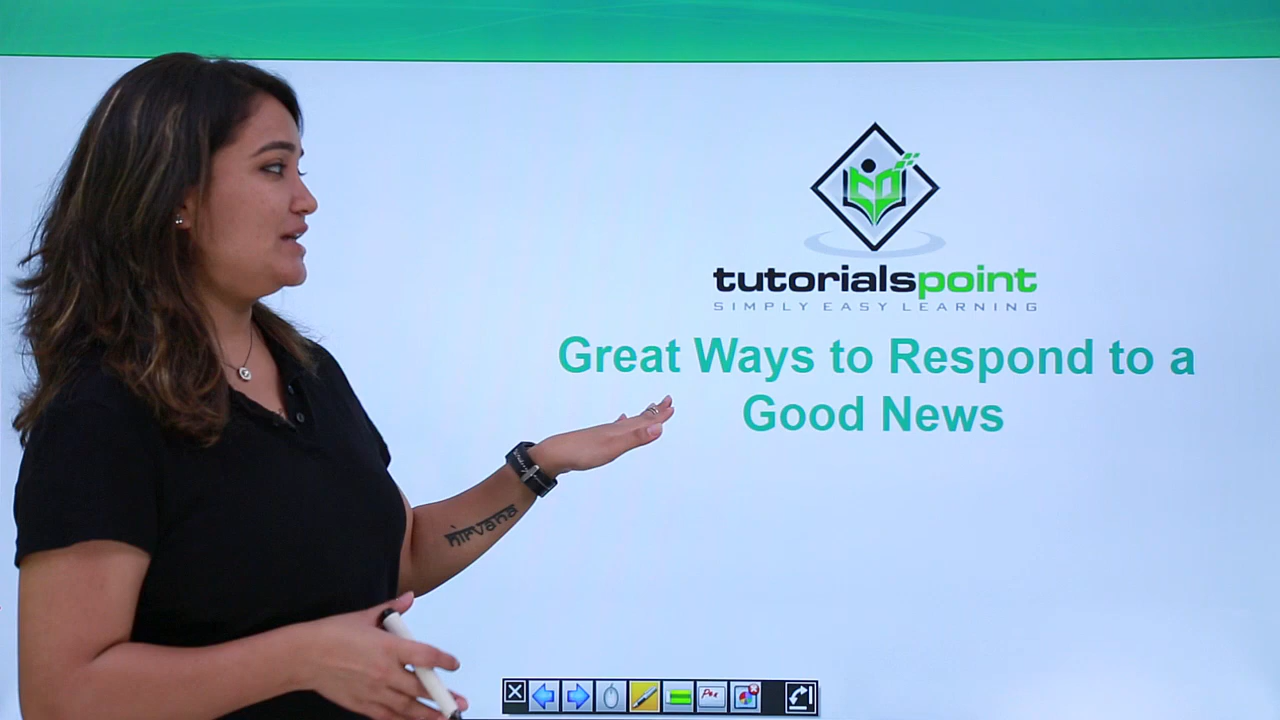 tutorialspoint
SIMPLY EASY LEARNING
Great Ways to Respond to a
Good News
nirvana